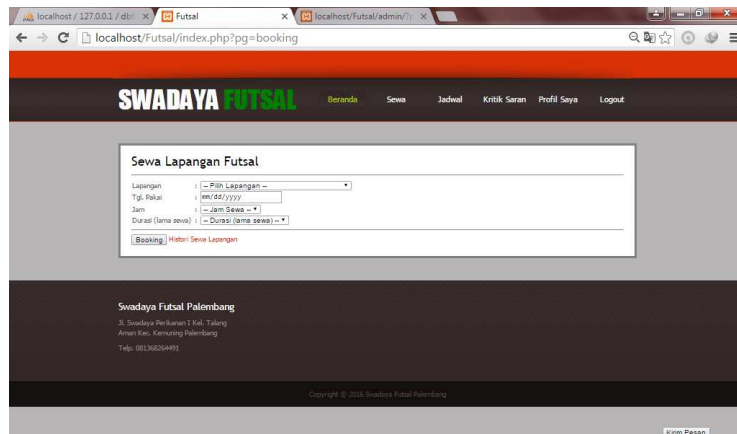 localhost / 127.0.0.1 / dbf
Futsal
localhost/Futsal/admin/?p
localhost/Futsal/index.php?pg=booking
SWADAYA FUTSAL
Beranda Sewa Jadwal Kritik Saran Profil Saya Logout
Sewa Lapangan Futsal
Lapangan : -- Pilih Lapangan --
Tgl. Pakai : mm/dd/yyyy
Jam : -- Jam Sewa --
Durasi (lama sewa) : -- Durasi (lama sewa) --
Booking Histori Sewa Lapangan
Swadaya Futsal Palembang
Jl. Swadaya Perikanan I Kel. Talang
Aman Kec. Kemuning Palembang
Telp. 081368264491
Copyright © 2016 Swadaya Futsal Palembang
Kirim Pesan